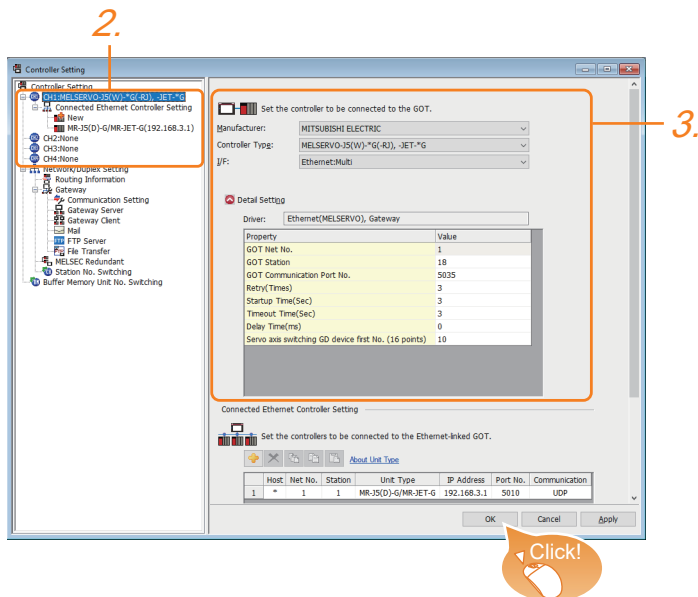 2.
Controller Setting
Controller Setting
CH1:MELSERVO-J5(W)-*G(-RJ), -JET-*G
Connected Ethernet Controller Setting
New
MR-J5(D)-G/MR-JET-G(192.168.3.1)
CH2:None
CH3:None
CH4:None
Network/Duplex Setting
Routing Information
Gateway
Communication Setting
Gateway Server
Gateway Client
Mail
FTP Server
File Transfer
MELSEC Redundant
Station No. Switching
Buffer Memory Unit No. Switching
Set the controller to be connected to the GOT.
3.
Manufacturer: MITSUBISHI ELECTRIC
Controller Type: MELSERVO-J5(W)-*G(-RJ), -JET-*G
I/F: Ethernet:Multi
Detail Setting
Driver: Ethernet(MELSERVO), Gateway
Property Value
GOT Net No. 1
GOT Station 18
GOT Communication Port No. 5035
Retry(Times) 3
Startup Time(Sec) 3
Timeout Time(Sec) 3
Delay Time(ms) 0
Servo axis switching GD device first No. (16 points) 10
Connected Ethernet Controller Setting
Set the controllers to be connected to the Ethernet-linked GOT.
About Unit Type
Host Net No. Station Unit Type IP Address Port No. Communication
1 * 1 1 MR-J5(D)-G/MR-JET-G 192.168.3.1 5010 UDP
OK Cancel Apply
Click!